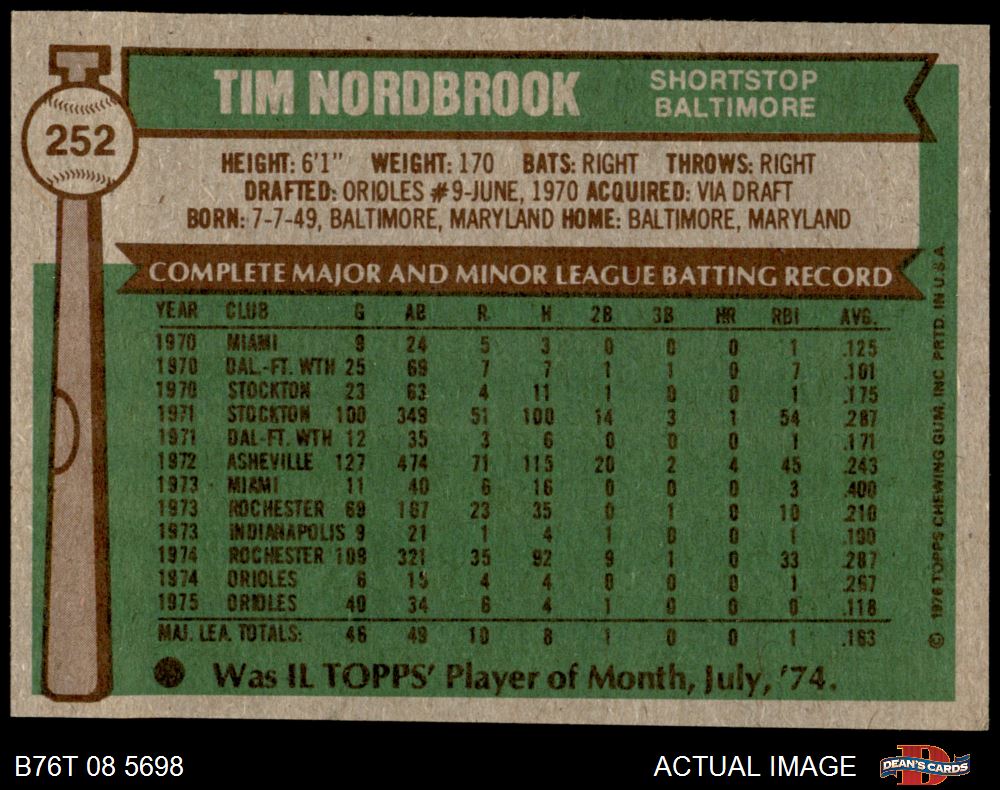 T
252
TIM NORDBROOK
SHORTSTOP
BALTIMORE
HEIGHT: 6'1" WEIGHT: 170 BATS: RIGHT THROWS: RIGHT
DRAFTED: ORIOLES #9-JUNE, 1970 ACQUIRED: VIA DRAFT
BORN: 7-7-49, BALTIMORE, MARYLAND HOME: BALTIMORE, MARYLAND
COMPLETE MAJOR AND MINOR LEAGUE BATTING RECORD
YEAR CLUB G AB R H 2B 3B HR RBI AVG.
1970 MIAMI 9 24 5 3 0 0 0 1 .125
1970 DAL.-FT. WTH 25 69 7 7 1 1 0 7 .101
1970 STOCKTON 23 63 4 11 1 0 0 1 .175
1971 STOCKTON 100 349 51 100 14 3 1 54 .287
1971 DAL-FT. WTH 12 35 3 6 0 0 0 1 .171
1972 ASHEVILLE 127 474 71 115 20 2 4 45 .243
1973 MIAMI 11 40 6 16 0 0 0 3 .400
1973 ROCHESTER 69 167 23 35 0 1 0 10 .210
1973 INDIANAPOLIS 9 21 1 4 1 0 0 1 .190
1974 ROCHESTER 109 321 35 92 9 1 0 33 .287
1974 ORIOLES 6 15 4 4 0 0 0 1 .267
1975 ORIOLES 40 34 6 4 1 0 0 0 .118
MAJ. LEA. TOTALS: 46 49 10 8 1 0 0 1 .163
Was IL TOPPS' Player of Month, July, '74.
© 1976 TOPPS CHEWING GUM, INC. PRTD. IN U.S.A.
B76T 08 5698
ACTUAL IMAGE
DEAN'S CARDS